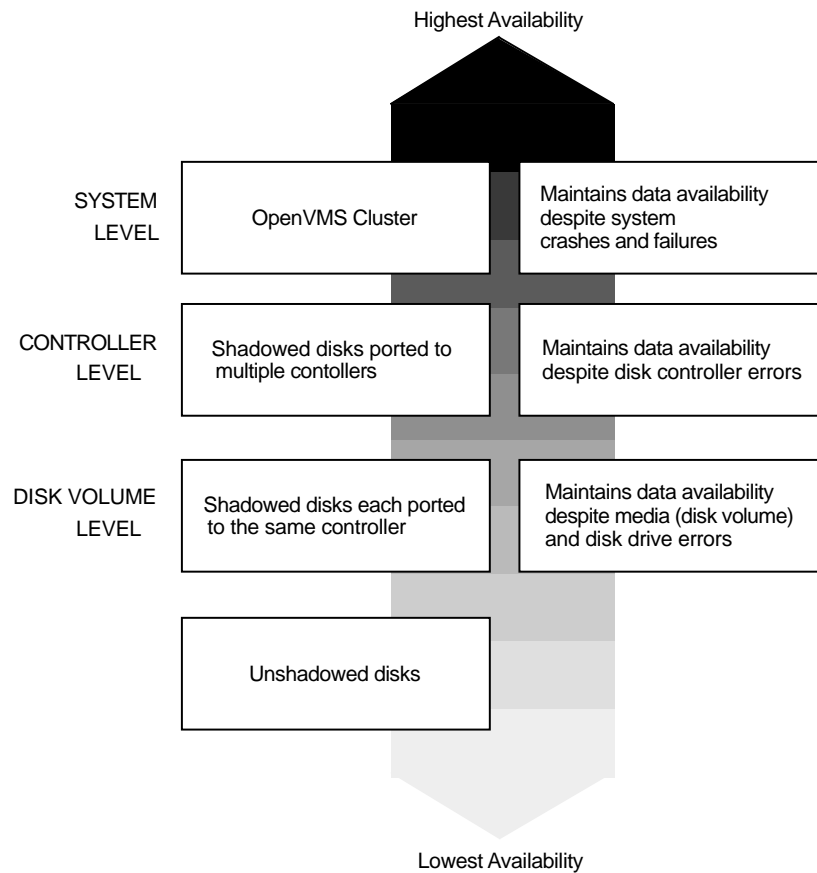 Highest Availability
SYSTEM
LEVEL
OpenVMS Cluster
Maintains data availability
despite system
crashes and failures
CONTROLLER
LEVEL
Shadowed disks ported to
multiple contollers
Maintains data availability
despite disk controller errors
DISK VOLUME
LEVEL
Shadowed disks each ported
to the same controller
Maintains data availability
despite media (disk volume)
and disk drive errors
Unshadowed disks
Lowest Availability